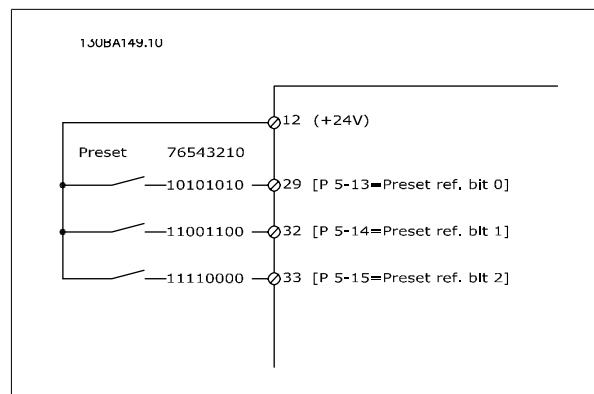 130BA149.10
12 (+24V)
Preset 76543210
10101010 29 [P 5-13=Preset ref. bit 0]
11001100 32 [P 5-14=Preset ref. bit 1]
11110000 33 [P 5-15=Preset ref. bit 2]